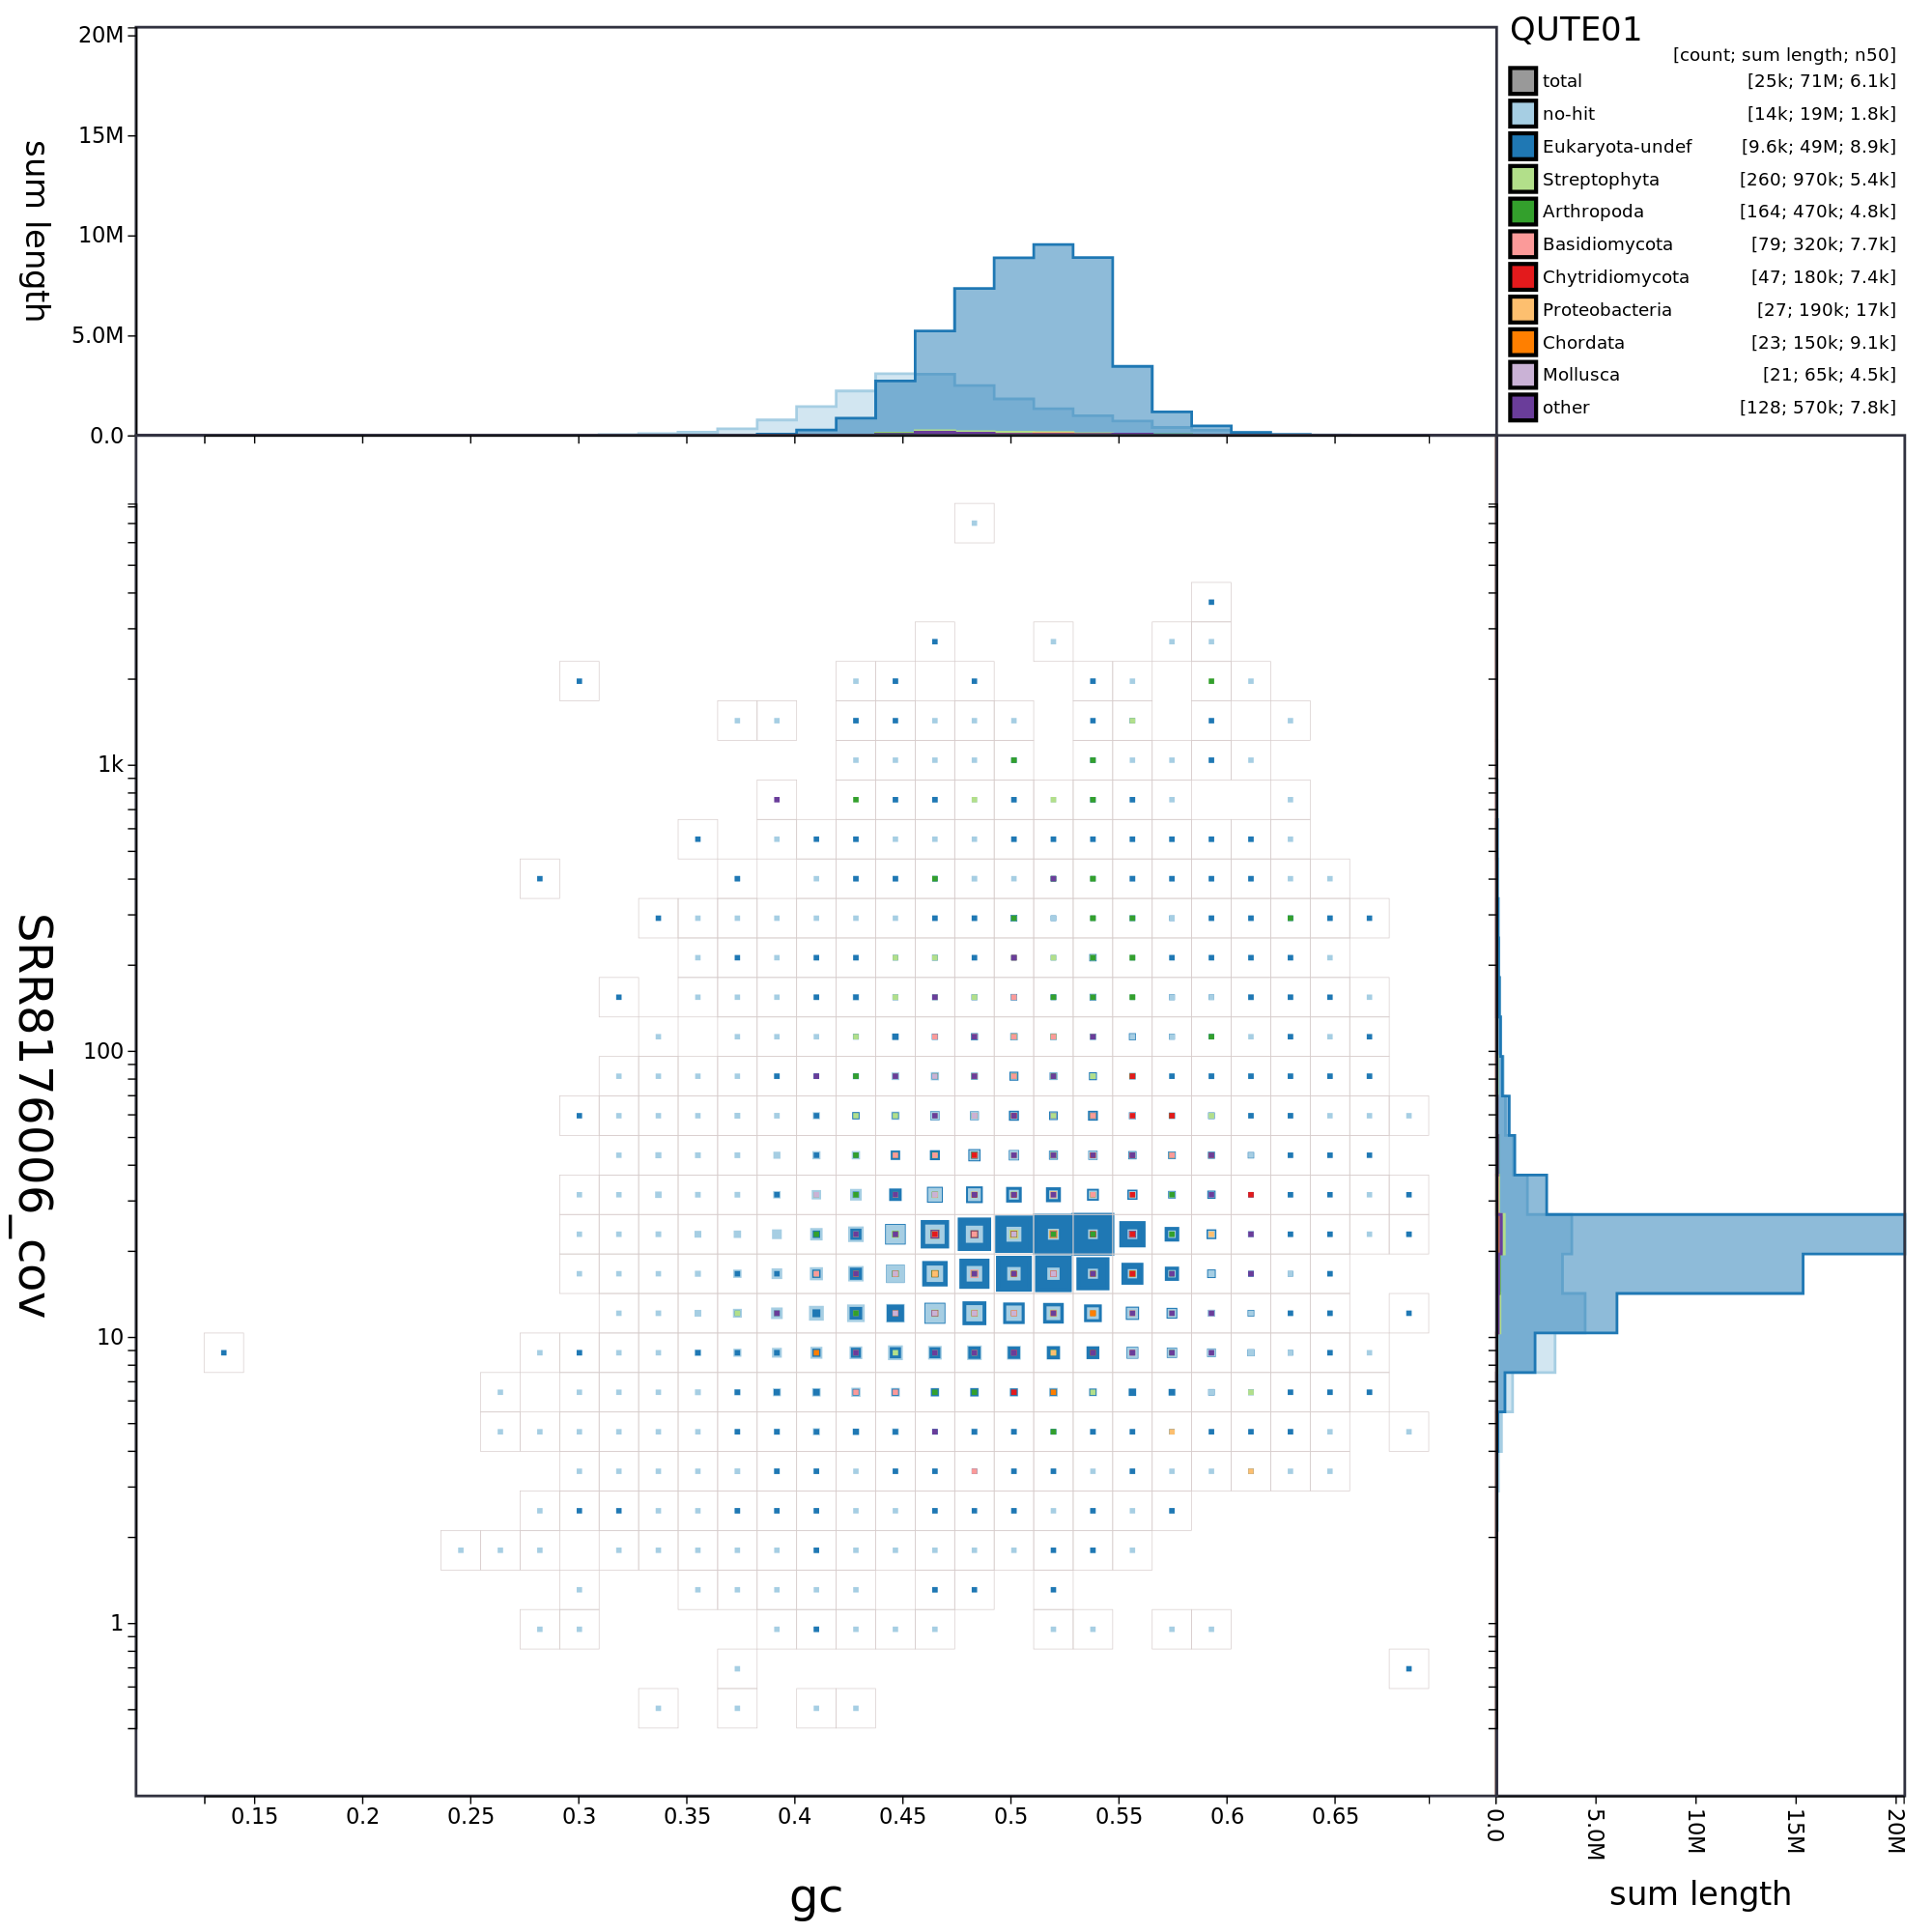 QUTE01
[count; sum length; n50]
total [25k; 71M; 6.1k]
no-hit [14k; 19M; 1.8k]
Eukaryota-undef [9.6k; 49M; 8.9k]
Streptophyta [260; 970k; 5.4k]
Arthropoda [164; 470k; 4.8k]
Basidiomycota [79; 320k; 7.7k]
Chytridiomycota [47; 180k; 7.4k]
Proteobacteria [27; 190k; 17k]
Chordata [23; 150k; 9.1k]
Mollusca [21; 65k; 4.5k]
other [128; 570k; 7.8k]
20M
15M
10M
5.0M
0.0
sum length
1k
100
10
1
SRR8176006_cov
0.15 0.2 0.25 0.3 0.35 0.4 0.45 0.5 0.55 0.6 0.65
gc
0.0 5.0M 10M 15M 20M
sum length